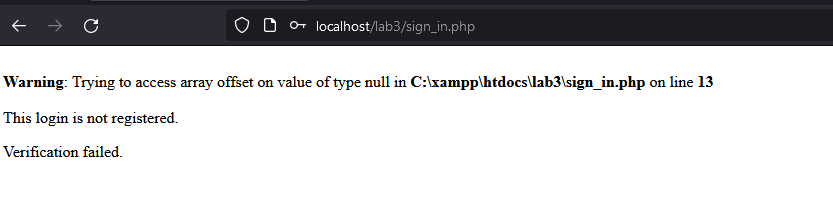 localhost/lab3/sign_in.php
Warning: Trying to access array offset on value of type null in C:\xampp\htdocs\lab3\sign_in.php on line 13
This login is not registered.
Verification failed.